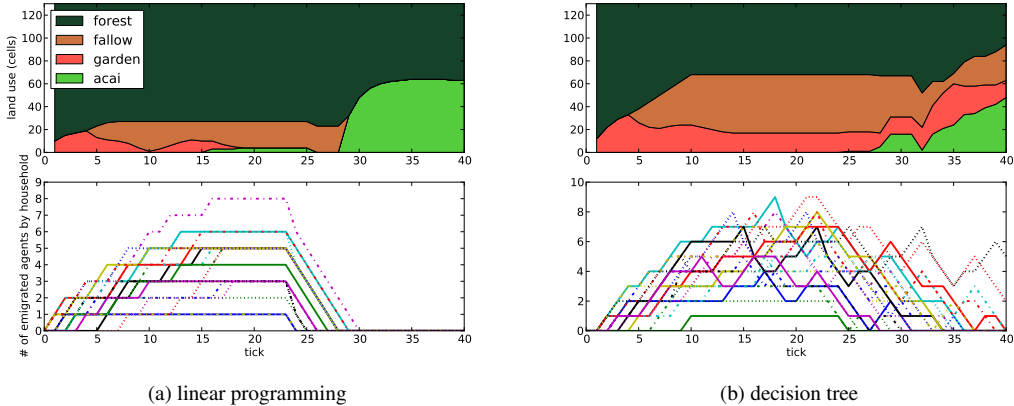 land use (cells)
120
100
80
60
40
20
0
forest
fallow
garden
acai
0 5 10 15 20 25 30 35 40
# of emigrated agents by household
9
8
7
6
5
4
3
2
1
0
0 5 10 15 20 25 30 35 40
tick
(a) linear programming
120
100
80
60
40
20
0
0 5 10 15 20 25 30 35 40
10
8
6
4
2
0
0 5 10 15 20 25 30 35 40
tick
(b) decision tree